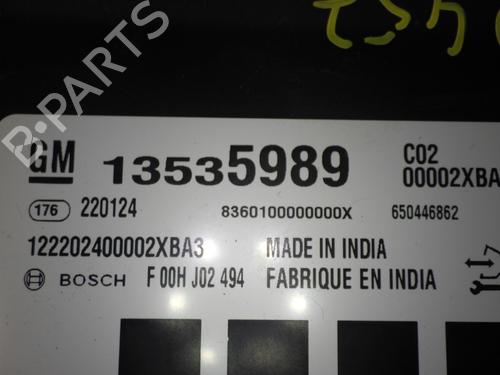 B-PARTS
GM 13535989 C02
00002XBA
176 220124 8360100000000X 650446862
122202400002XBA3 MADE IN INDIA
BOSCH F 00H J02 494 FABRIQUE EN INDIA